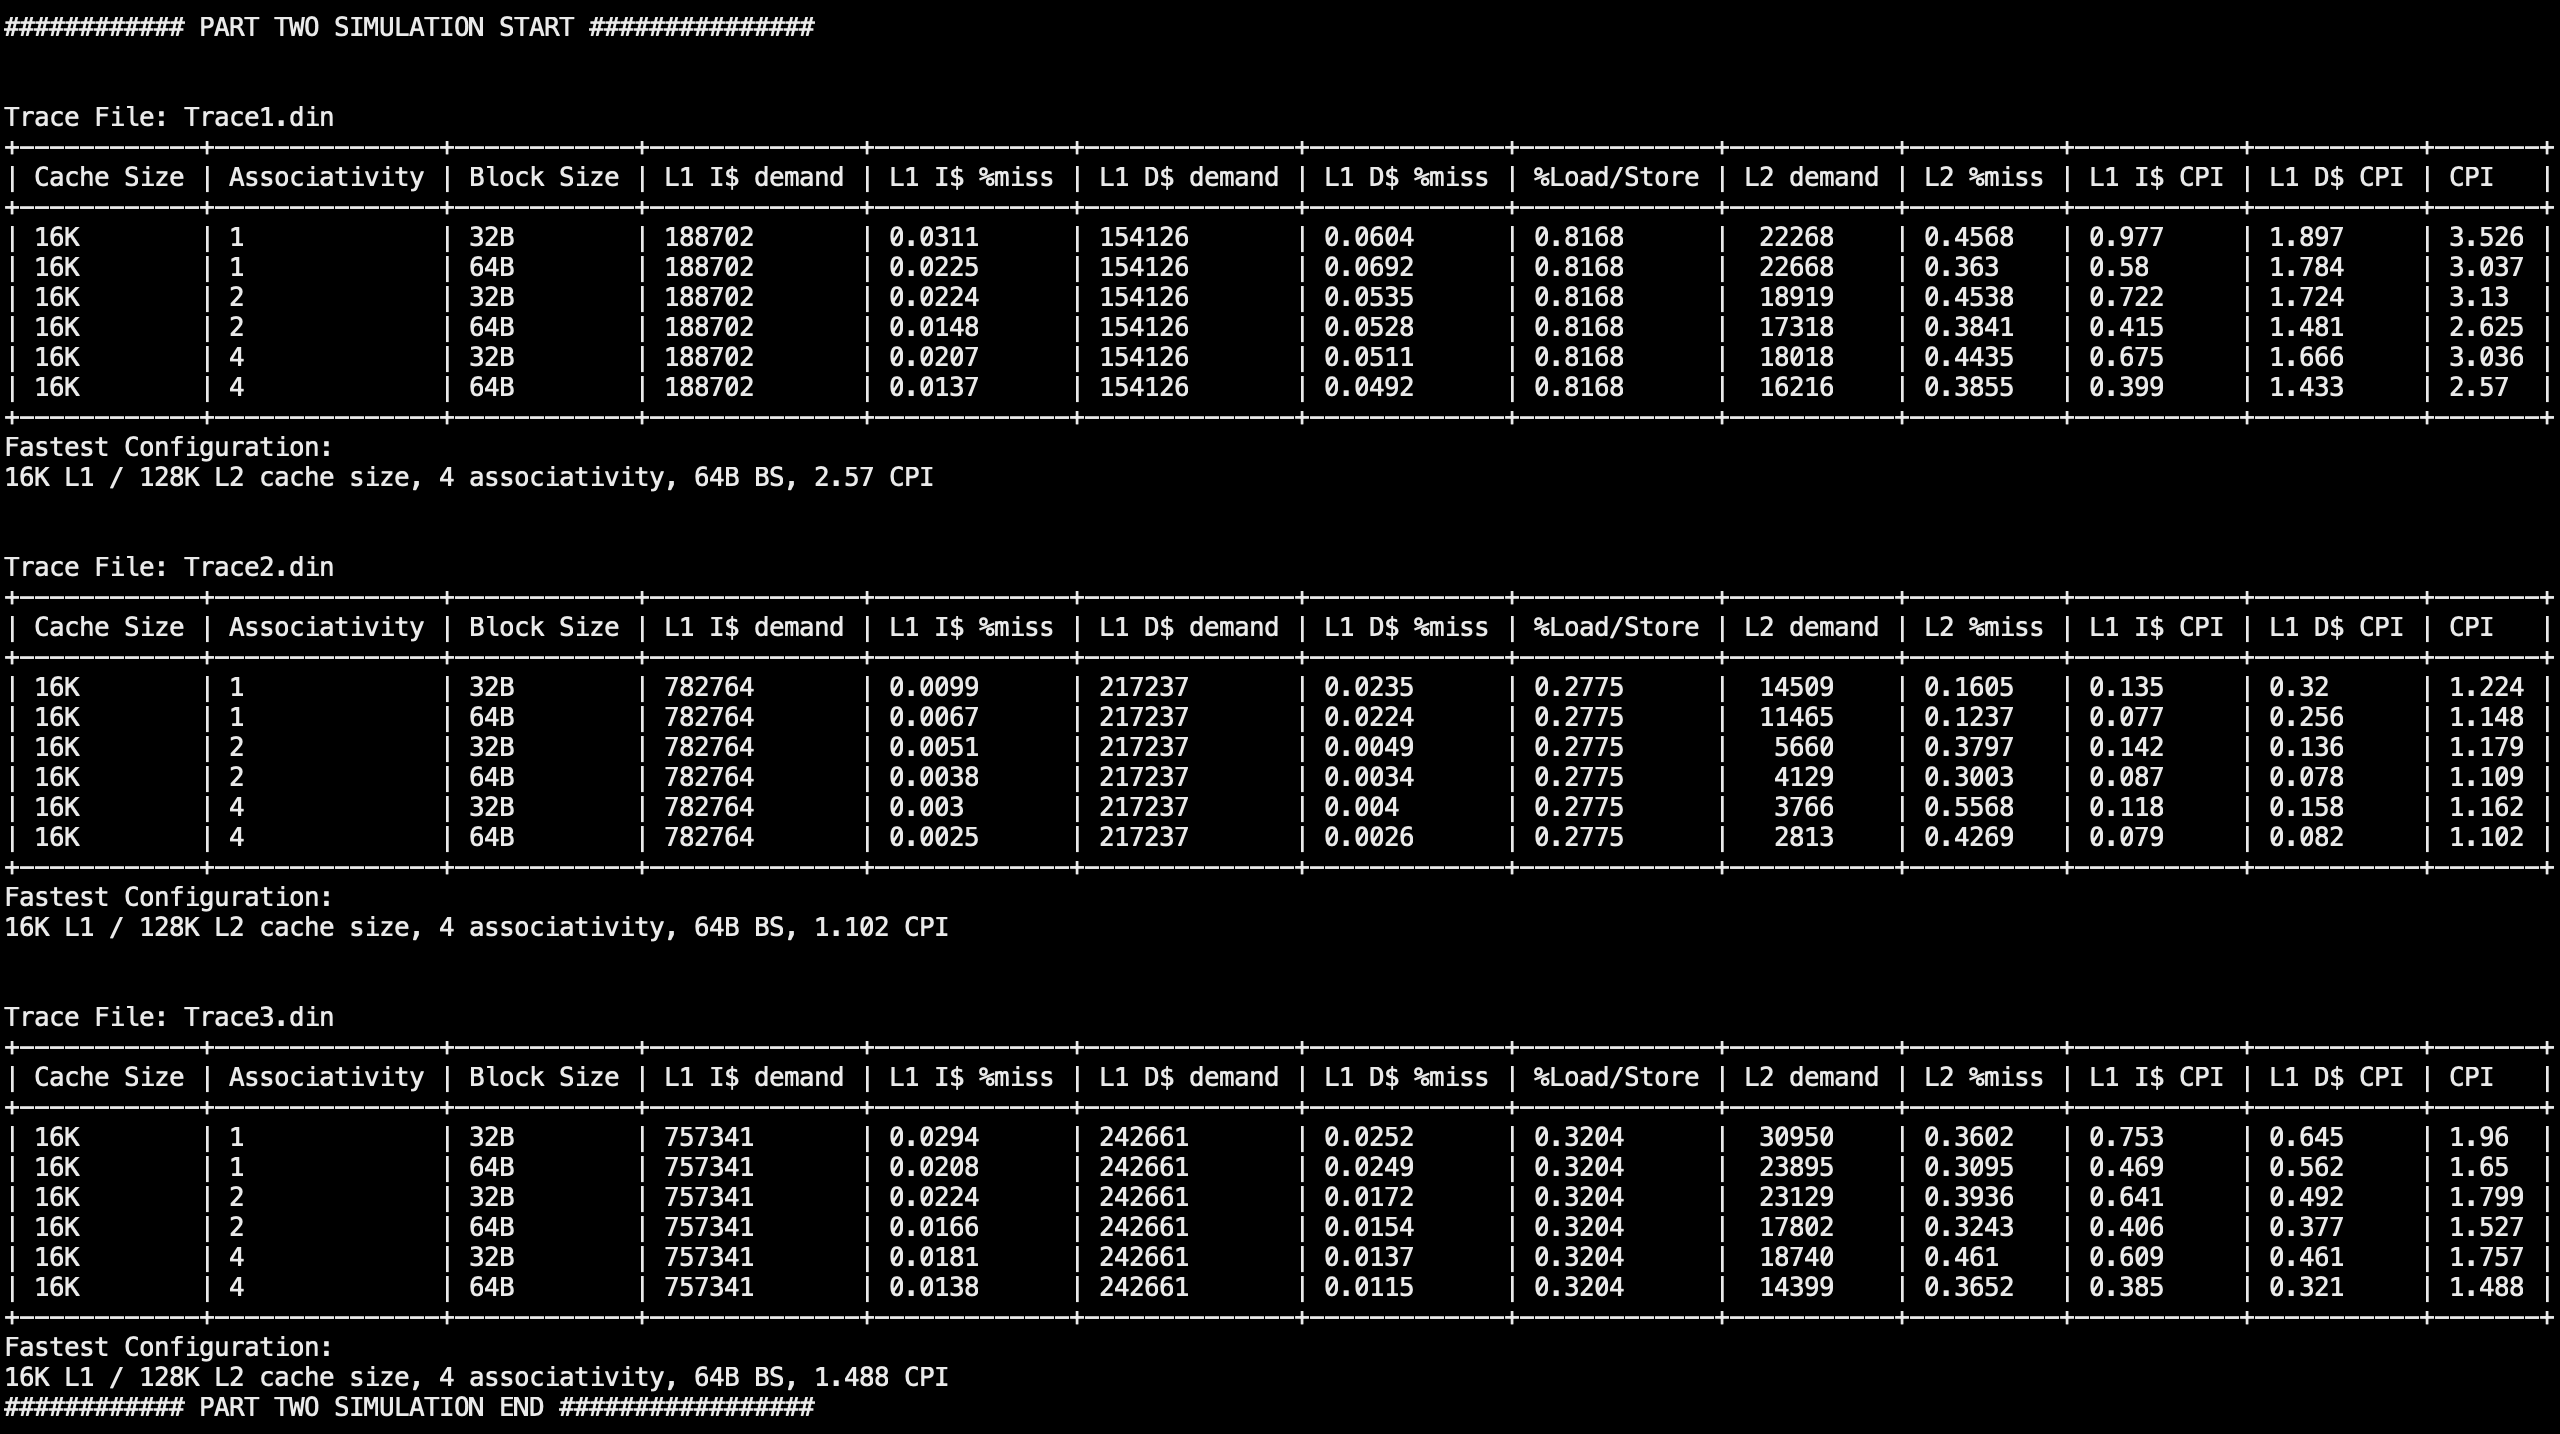 ############ PART TWO SIMULATION START ###############
Trace File: Trace1.din
+------------+---------------+------------+--------------+-------------+--------------+-------------+-------------+-----------+----------+-----------+-----------+-------+
| Cache Size | Associativity | Block Size | L1 I$ demand | L1 I$ %miss | L1 D$ demand | L1 D$ %miss | %Load/Store | L2 demand | L2 %miss | L1 I$ CPI | L1 D$ CPI | CPI   |
+------------+---------------+------------+--------------+-------------+--------------+-------------+-------------+-----------+----------+-----------+-----------+-------+
| 16K        | 1             | 32B        | 188702       | 0.0311      | 154126       | 0.0604      | 0.8168      |  22268    | 0.4568   | 0.977     | 1.897     | 3.526 |
| 16K        | 1             | 64B        | 188702       | 0.0225      | 154126       | 0.0692      | 0.8168      |  22668    | 0.363    | 0.58      | 1.784     | 3.037 |
| 16K        | 2             | 32B        | 188702       | 0.0224      | 154126       | 0.0535      | 0.8168      |  18919    | 0.4538   | 0.722     | 1.724     | 3.13  |
| 16K        | 2             | 64B        | 188702       | 0.0148      | 154126       | 0.0528      | 0.8168      |  17318    | 0.3841   | 0.415     | 1.481     | 2.625 |
| 16K        | 4             | 32B        | 188702       | 0.0207      | 154126       | 0.0511      | 0.8168      |  18018    | 0.4435   | 0.675     | 1.666     | 3.036 |
| 16K        | 4             | 64B        | 188702       | 0.0137      | 154126       | 0.0492      | 0.8168      |  16216    | 0.3855   | 0.399     | 1.433     | 2.57  |
+------------+---------------+------------+--------------+-------------+--------------+-------------+-------------+-----------+----------+-----------+-----------+-------+
Fastest Configuration:
16K L1 / 128K L2 cache size, 4 associativity, 64B BS, 2.57 CPI
Trace File: Trace2.din
+------------+---------------+------------+--------------+-------------+--------------+-------------+-------------+-----------+----------+-----------+-----------+-------+
| Cache Size | Associativity | Block Size | L1 I$ demand | L1 I$ %miss | L1 D$ demand | L1 D$ %miss | %Load/Store | L2 demand | L2 %miss | L1 I$ CPI | L1 D$ CPI | CPI   |
+------------+---------------+------------+--------------+-------------+--------------+-------------+-------------+-----------+----------+-----------+-----------+-------+
| 16K        | 1             | 32B        | 782764       | 0.0099      | 217237       | 0.0235      | 0.2775      |  14509    | 0.1605   | 0.135     | 0.32      | 1.224 |
| 16K        | 1             | 64B        | 782764       | 0.0067      | 217237       | 0.0224      | 0.2775      |  11465    | 0.1237   | 0.077     | 0.256     | 1.148 |
| 16K        | 2             | 32B        | 782764       | 0.0051      | 217237       | 0.0049      | 0.2775      |   5660    | 0.3797   | 0.142     | 0.136     | 1.179 |
| 16K        | 2             | 64B        | 782764       | 0.0038      | 217237       | 0.0034      | 0.2775      |   4129    | 0.3003   | 0.087     | 0.078     | 1.109 |
| 16K        | 4             | 32B        | 782764       | 0.003       | 217237       | 0.004       | 0.2775      |   3766    | 0.5568   | 0.118     | 0.158     | 1.162 |
| 16K        | 4             | 64B        | 782764       | 0.0025      | 217237       | 0.0026      | 0.2775      |   2813    | 0.4269   | 0.079     | 0.082     | 1.102 |
+------------+---------------+------------+--------------+-------------+--------------+-------------+-------------+-----------+----------+-----------+-----------+-------+
Fastest Configuration:
16K L1 / 128K L2 cache size, 4 associativity, 64B BS, 1.102 CPI
Trace File: Trace3.din
+------------+---------------+------------+--------------+-------------+--------------+-------------+-------------+-----------+----------+-----------+-----------+-------+
| Cache Size | Associativity | Block Size | L1 I$ demand | L1 I$ %miss | L1 D$ demand | L1 D$ %miss | %Load/Store | L2 demand | L2 %miss | L1 I$ CPI | L1 D$ CPI | CPI   |
+------------+---------------+------------+--------------+-------------+--------------+-------------+-------------+-----------+----------+-----------+-----------+-------+
| 16K        | 1             | 32B        | 757341       | 0.0294      | 242661       | 0.0252      | 0.3204      |  30950    | 0.3602   | 0.753     | 0.645     | 1.96  |
| 16K        | 1             | 64B        | 757341       | 0.0208      | 242661       | 0.0249      | 0.3204      |  23895    | 0.3095   | 0.469     | 0.562     | 1.65  |
| 16K        | 2             | 32B        | 757341       | 0.0224      | 242661       | 0.0172      | 0.3204      |  23129    | 0.3936   | 0.641     | 0.492     | 1.799 |
| 16K        | 2             | 64B        | 757341       | 0.0166      | 242661       | 0.0154      | 0.3204      |  17802    | 0.3243   | 0.406     | 0.377     | 1.527 |
| 16K        | 4             | 32B        | 757341       | 0.0181      | 242661       | 0.0137      | 0.3204      |  18740    | 0.461    | 0.609     | 0.461     | 1.757 |
| 16K        | 4             | 64B        | 757341       | 0.0138      | 242661       | 0.0115      | 0.3204      |  14399    | 0.3652   | 0.385     | 0.321     | 1.488 |
+------------+---------------+------------+--------------+-------------+--------------+-------------+-------------+-----------+----------+-----------+-----------+-------+
Fastest Configuration:
16K L1 / 128K L2 cache size, 4 associativity, 64B BS, 1.488 CPI
############ PART TWO SIMULATION END #################